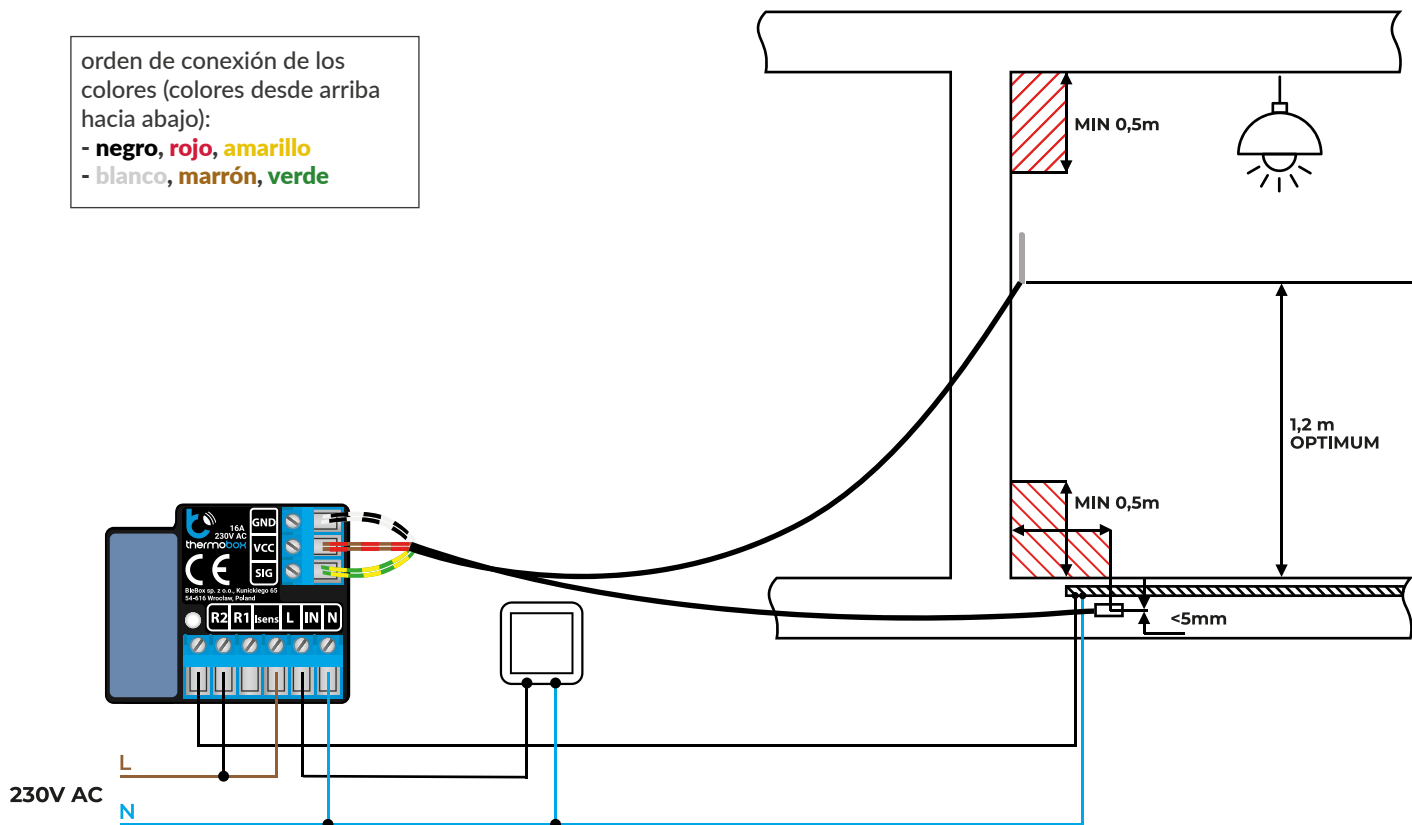 orden de conexión de los
colores (colores desde arriba
hacia abajo):
- negro, rojo, amarillo
- blanco, marrón, verde
MIN 0,5m
1,2 m
OPTIMUM
MIN 0,5m
<5mm
16A
230V AC
thermobox
CE
GND
VCC
SIG
BleBox sp. z o.o., Kunickiego 65
54-616 Wrocław, Poland
R2 R1 Isens L IN N
L
230V AC
N